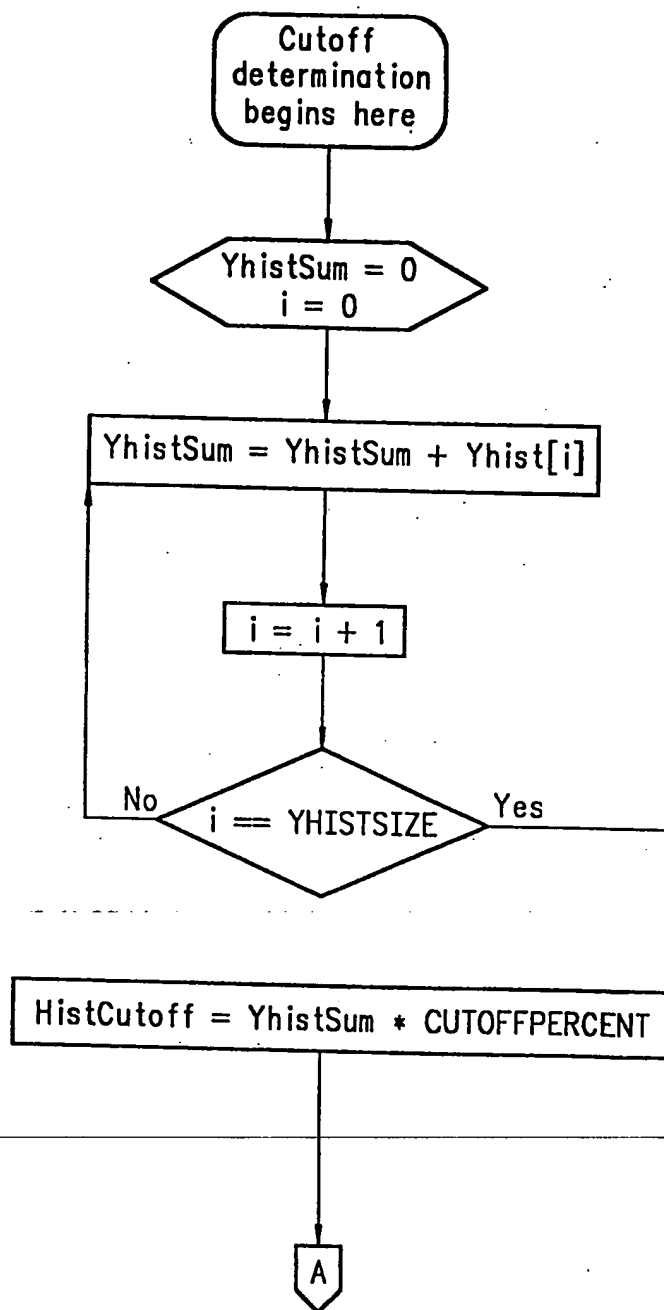 Cutoff
determination
begins here
YhistSum = 0
i = 0
YhistSum = YhistSum + Yhist[i]
i = i + 1
No
i == YHISTSIZE
Yes
HistCutoff = YhistSum * CUTOFFPERCENT
A